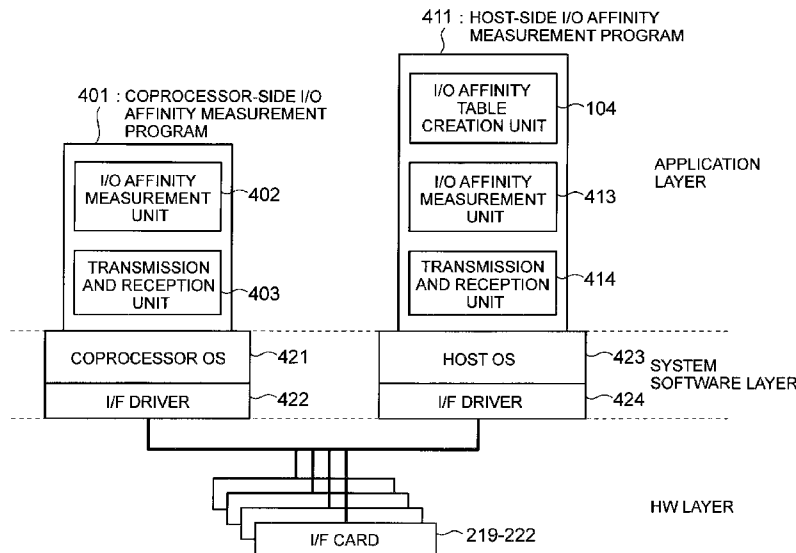 411 : HOST-SIDE I/O AFFINITY
MEASUREMENT PROGRAM
401 : COPROCESSOR-SIDE I/O
AFFINITY MEASUREMENT
PROGRAM
I/O AFFINITY
TABLE
CREATION UNIT
104
APPLICATION
LAYER
I/O AFFINITY
MEASUREMENT
UNIT
402
I/O AFFINITY
MEASUREMENT
UNIT
413
TRANSMISSION
AND RECEPTION
UNIT
403
TRANSMISSION
AND RECEPTION
UNIT
414
COPROCESSOR OS
421
HOST OS
423
SYSTEM
SOFTWARE LAYER
I/F DRIVER
422
I/F DRIVER
424
HW LAYER
I/F CARD
219-222